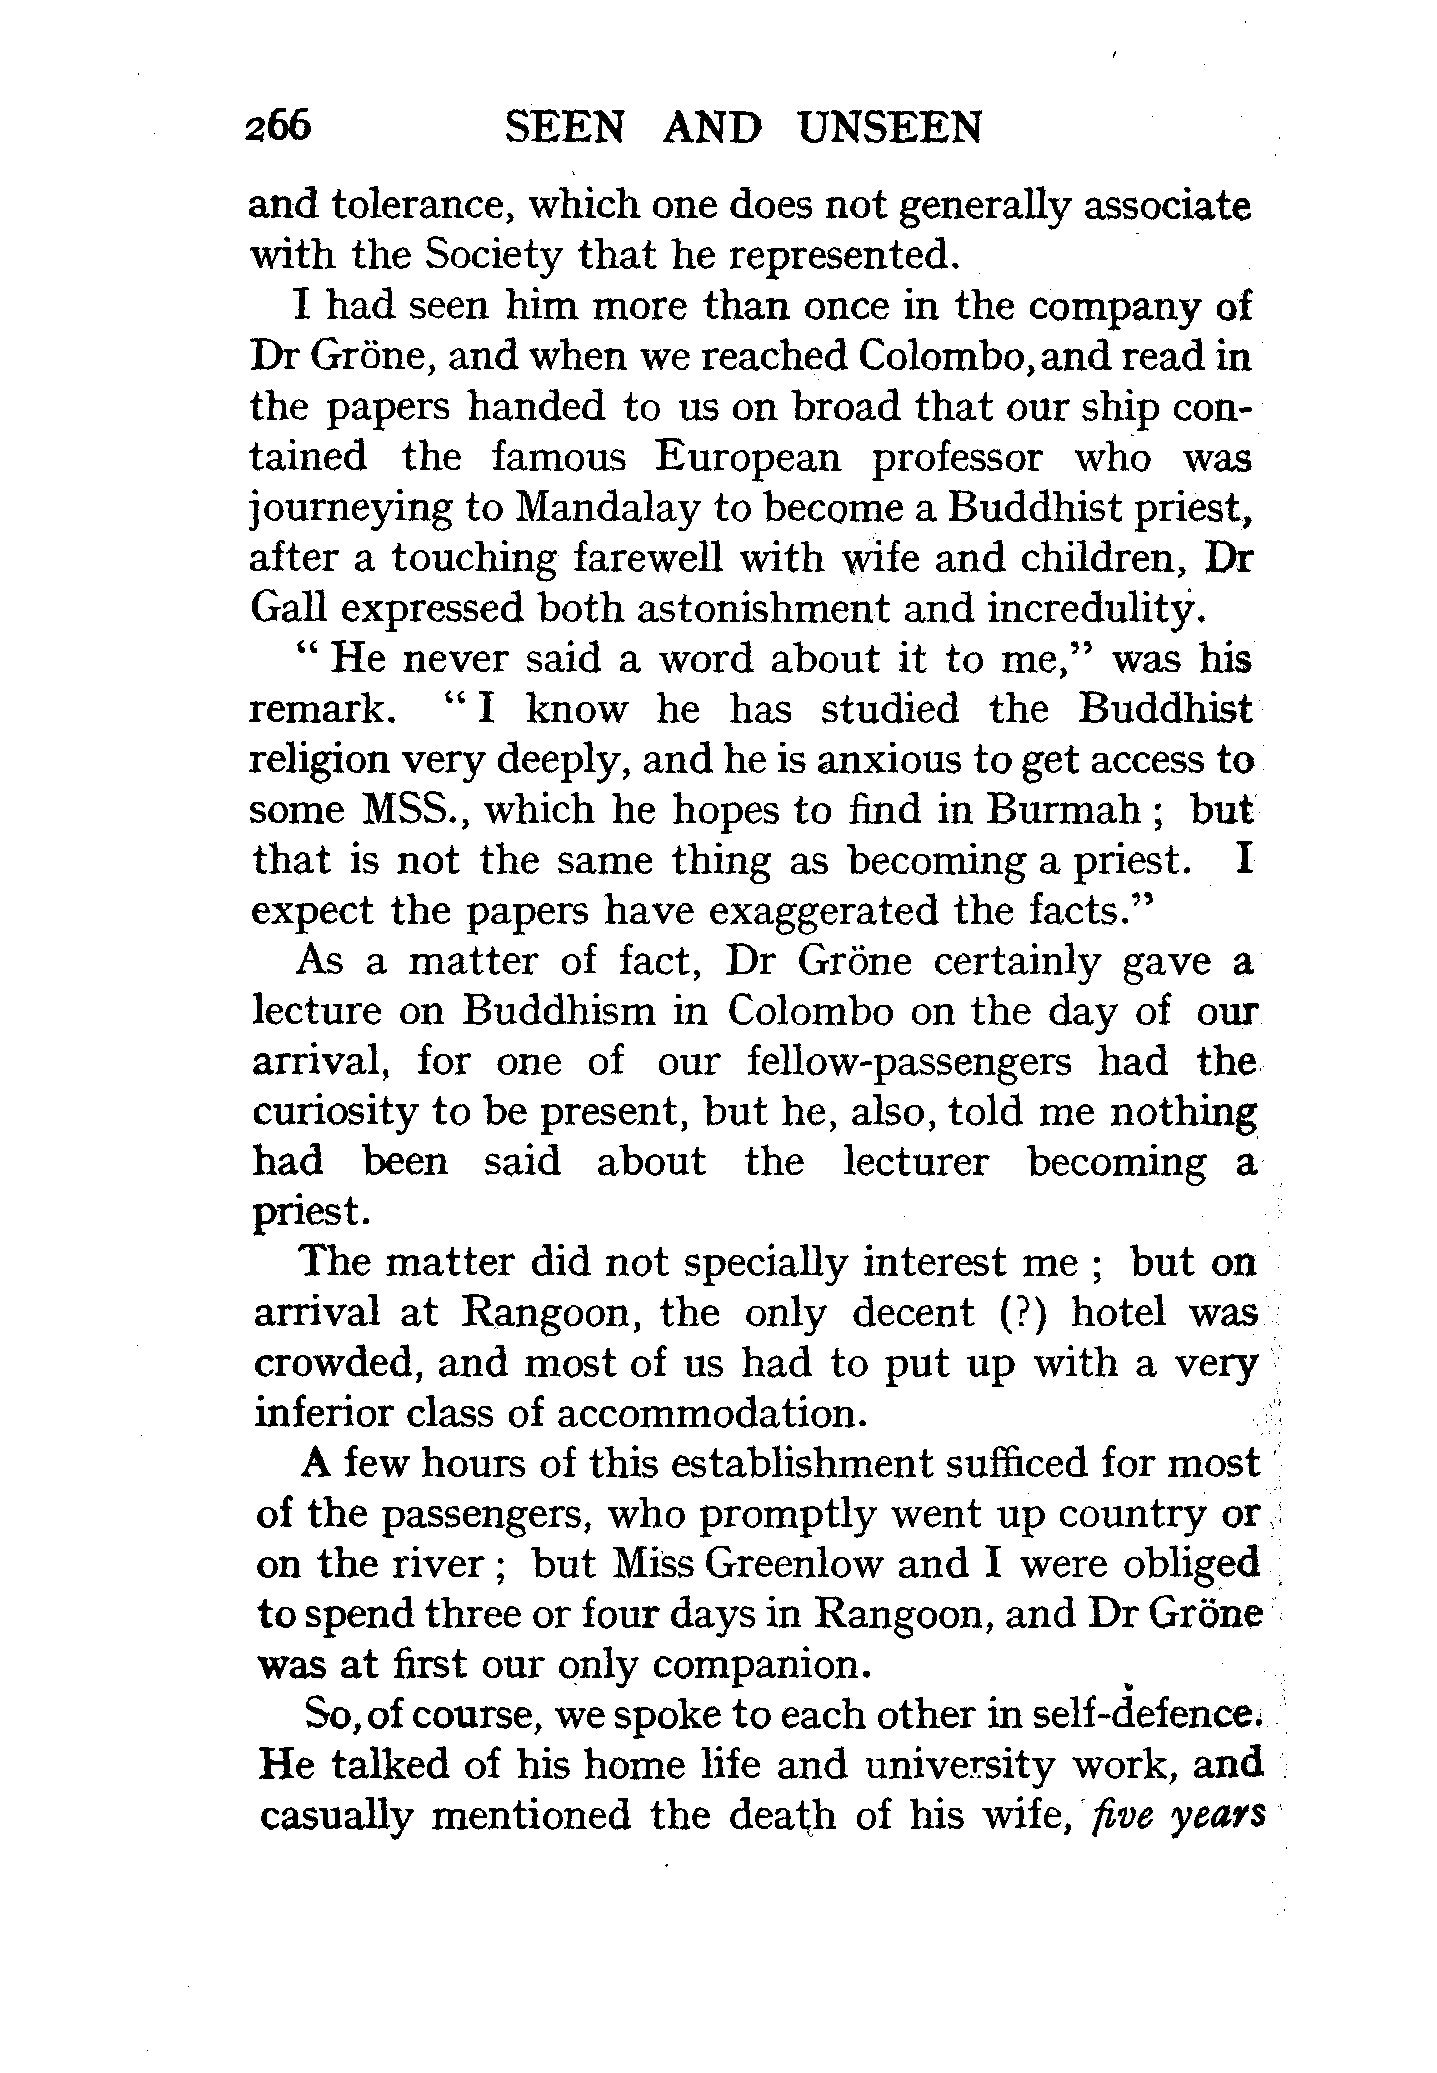 266 SEEN AND UNSEEN
and tolerance, which one does not generally associate
with the Society that he represented.
I had seen him more than once in the company of
Dr Gröne, and when we reached Colombo, and read in
the papers handed to us on broad that our ship con-
tained the famous European professor who was
journeying to Mandalay to become a Buddhist priest,
after a touching farewell with wife and children, Dr
Gall expressed both astonishment and incredulity.
“ He never said a word about it to me,” was his
remark. “ I know he has studied the Buddhist
religion very deeply, and he is anxious to get access to
some MSS., which he hopes to find in Burmah ; but
that is not the same thing as becoming a priest. I
expect the papers have exaggerated the facts.”
As a matter of fact, Dr Gröne certainly gave a
lecture on Buddhism in Colombo on the day of our
arrival, for one of our fellow-passengers had the
curiosity to be present, but he, also, told me nothing
had been said about the lecturer becoming a
priest.
The matter did not specially interest me ; but on
arrival at Rangoon, the only decent (?) hotel was
crowded, and most of us had to put up with a very
inferior class of accommodation.
A few hours of this establishment sufficed for most
of the passengers, who promptly went up country or
on the river ; but Miss Greenlow and I were obliged
to spend three or four days in Rangoon, and Dr Gröne
was at first our only companion.
So, of course, we spoke to each other in self-defence.
He talked of his home life and university work, and
casually mentioned the death of his wife, five years